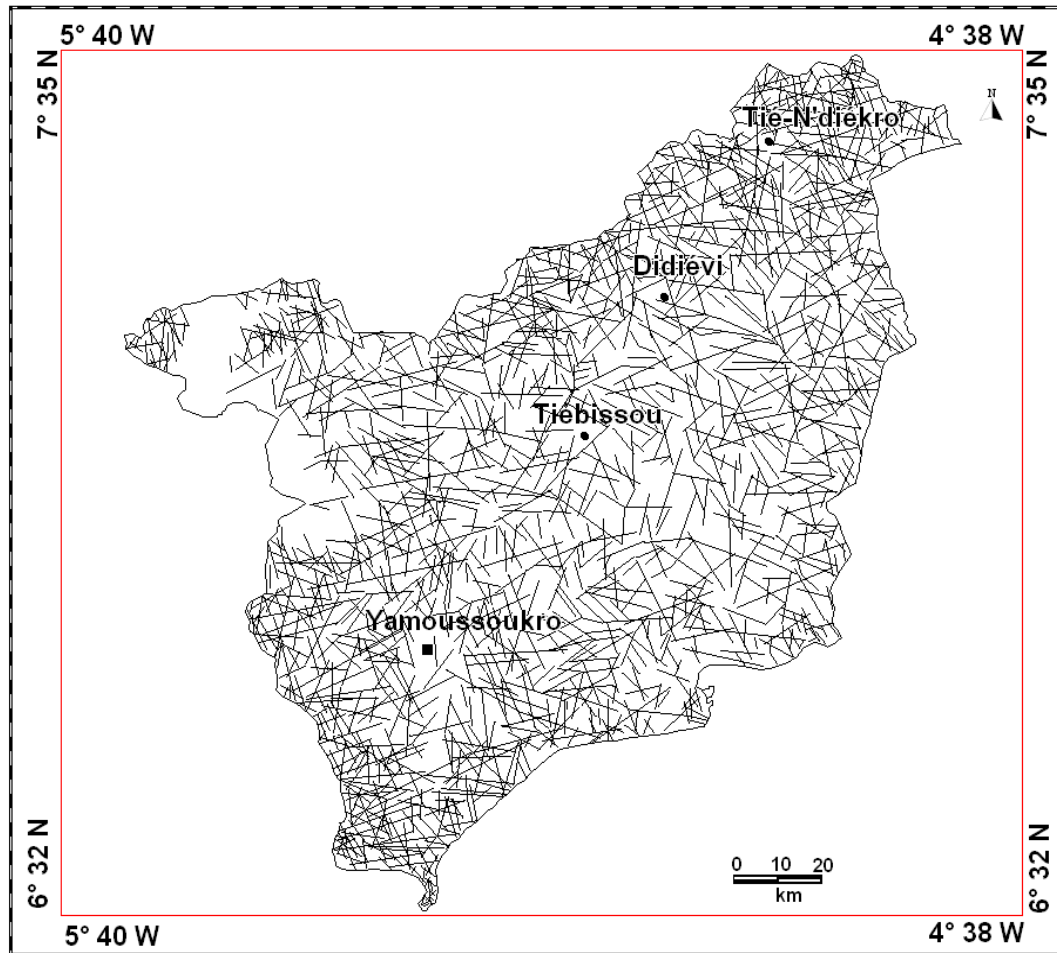 5° 40 W
4° 38 W
7° 35 N
7° 35 N
N
Tie-N'diekro
Didievi
Tiebissou
Yamoussoukro
0 10 20
km
6° 32 N
6° 32 N
5° 40 W
4° 38 W